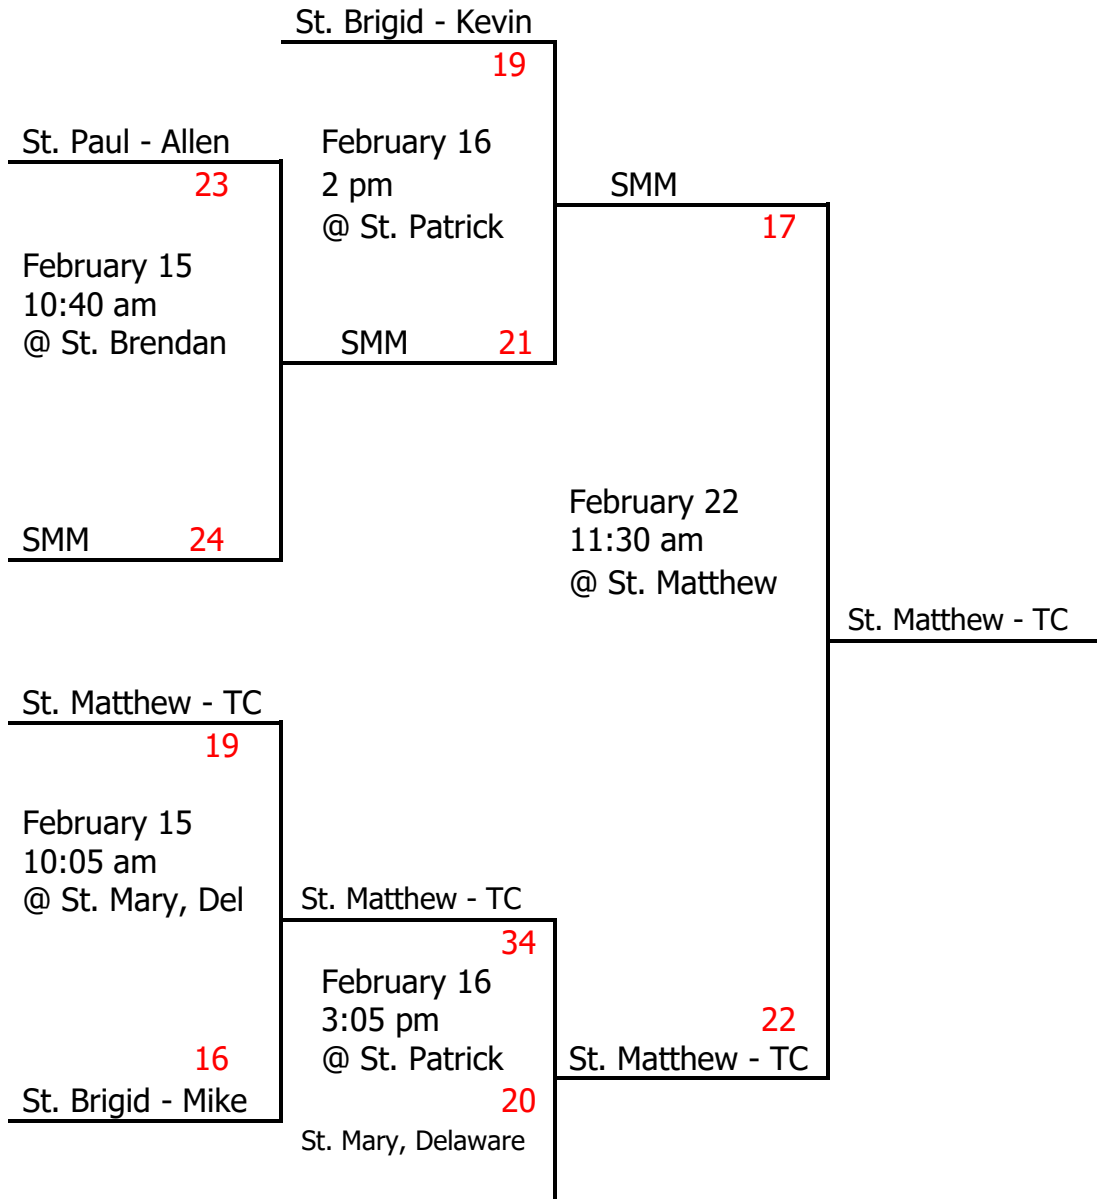 St. Brigid - Kevin
19
St. Paul - Allen
23
February 16
2 pm
@ St. Patrick
SMM
17
February 15
10:40 am
@ St. Brendan
SMM 21
SMM 24
February 22
11:30 am
@ St. Matthew
St. Matthew - TC
St. Matthew - TC
19
February 15
10:05 am
@ St. Mary, Del
St. Matthew - TC
34
February 16
3:05 pm
@ St. Patrick
22
St. Matthew - TC
16
St. Brigid - Mike
20
St. Mary, Delaware